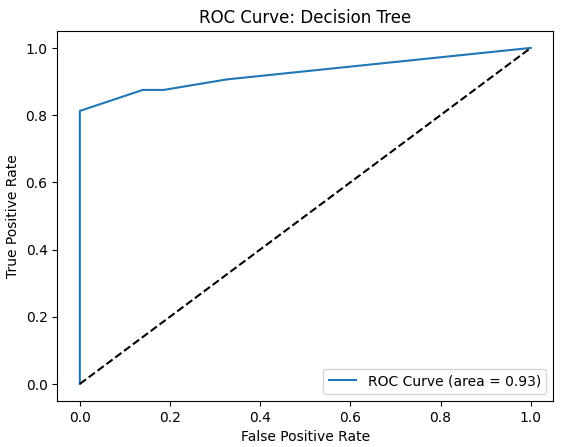 ROC Curve: Decision Tree
True Positive Rate
1.0
0.8
0.6
0.4
0.2
0.0
ROC Curve (area = 0.93)
0.0 0.2 0.4 0.6 0.8 1.0
False Positive Rate